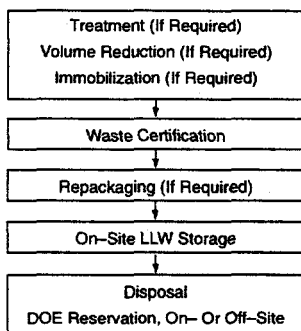 Treatment (If Required)
Volume Reduction (If Required)
Immobilization (If Required)
Waste Certification
Repackaging (If Required)
On-Site LLW Storage
Disposal
DOE Reservation, On- Or Off-Site